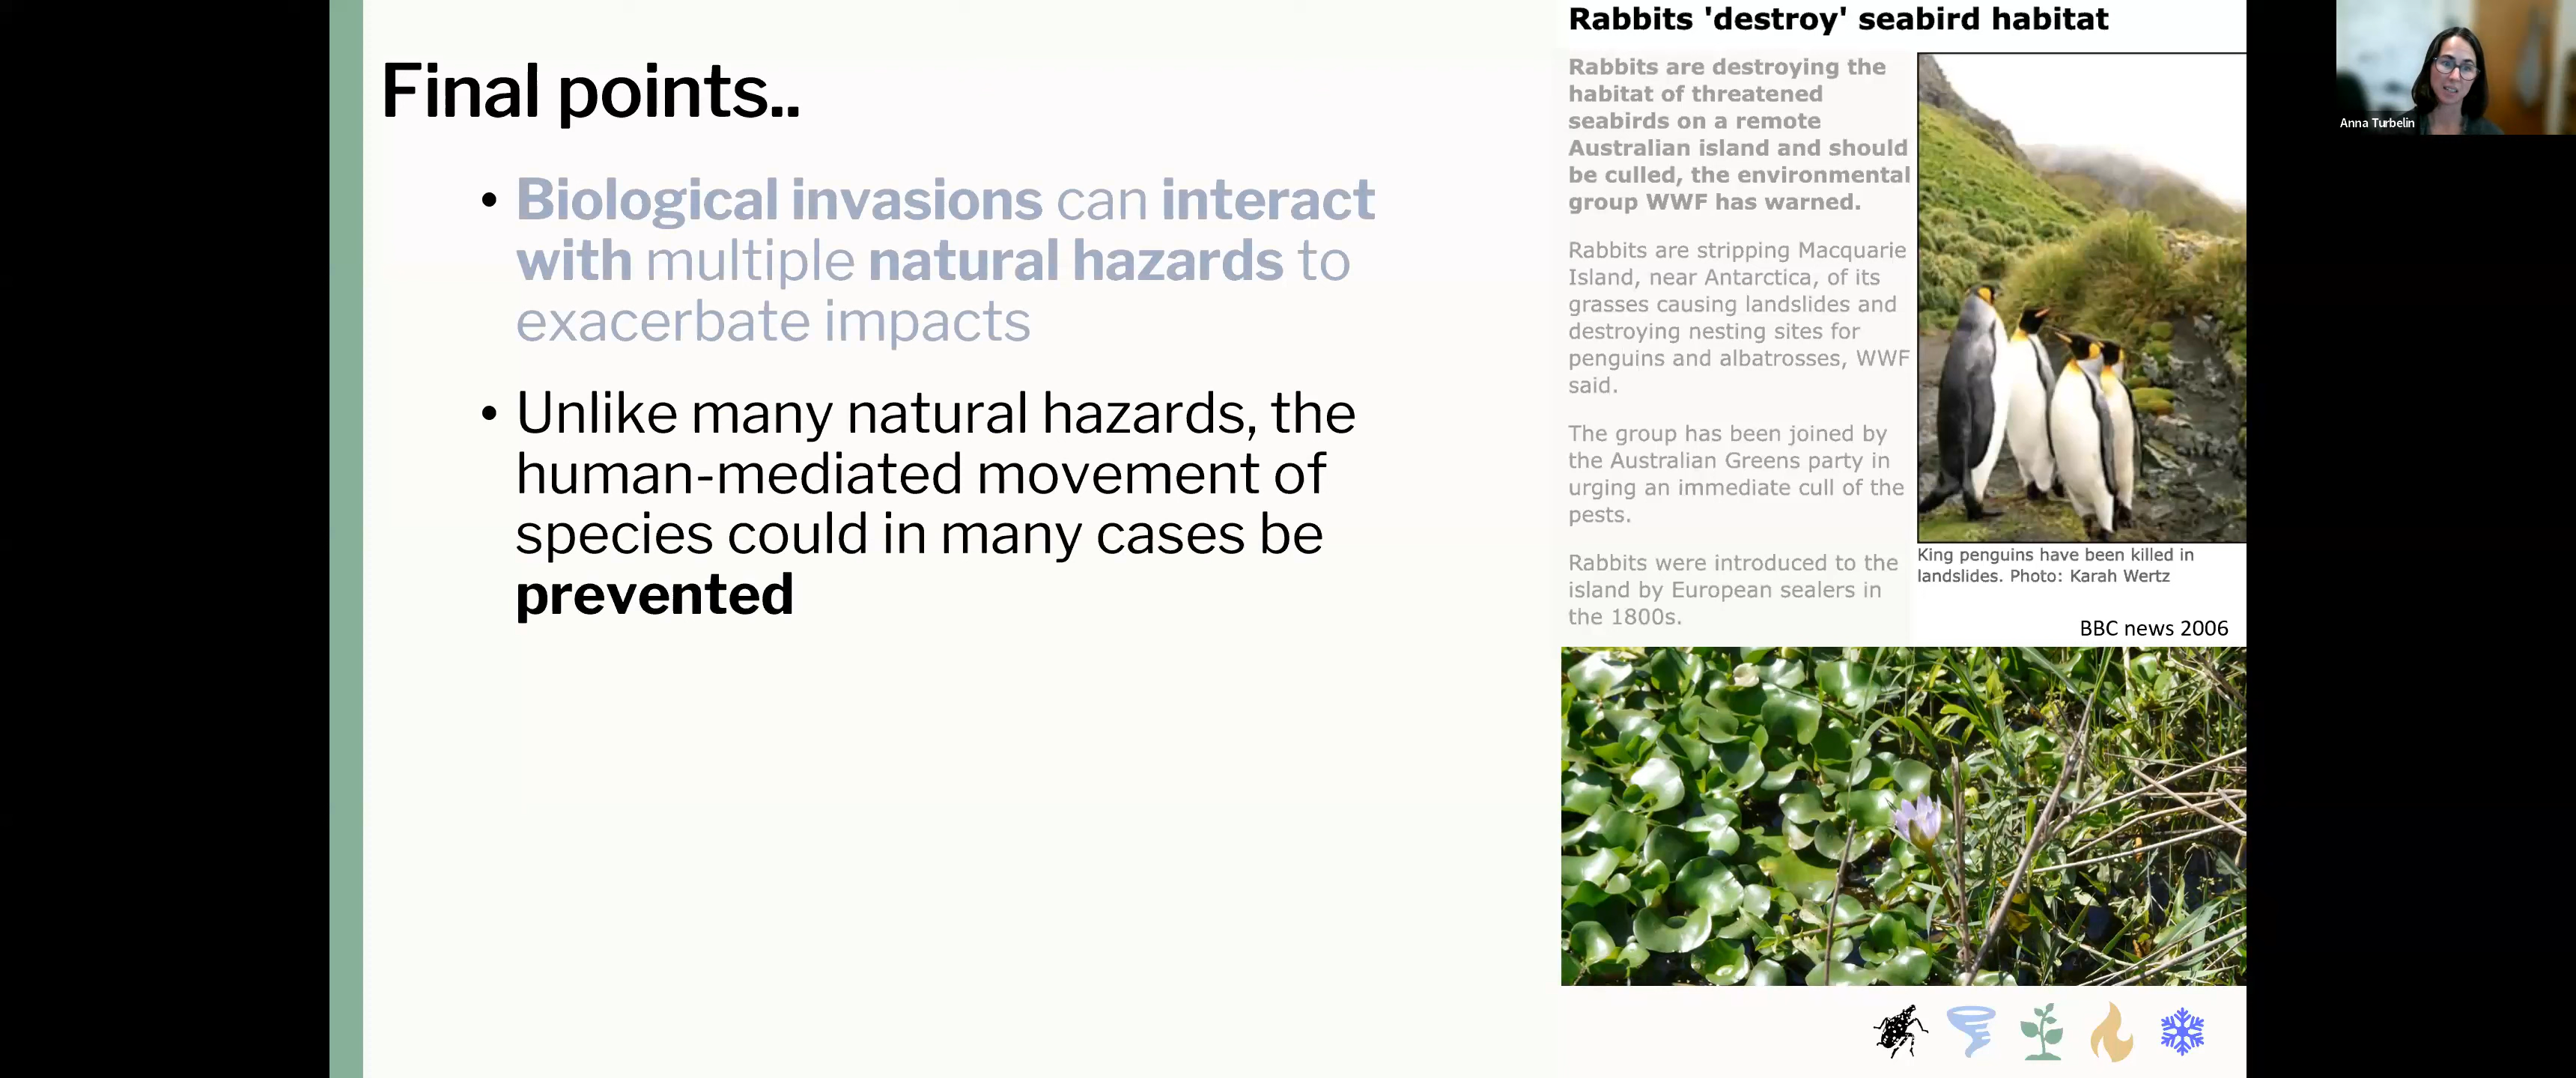 Final points..
• Biological invasions can interact
with multiple natural hazards to
exacerbate impacts
• Unlike many natural hazards, the
human-mediated movement of
species could in many cases be
prevented
Rabbits 'destroy' seabird habitat
Rabbits are destroying the
habitat of threatened
seabirds on a remote
Australian island and should
be culled, the environmental
group WWF has warned.
Rabbits are stripping Macquarie
Island, near Antarctica, of its
grasses causing landslides and
destroying nesting sites for
penguins and albatrosses, WWF
said.
The group has been joined by
the Australian Greens party in
urging an immediate cull of the
pests.
Rabbits were introduced to the
island by European sealers in
the 1800s.
King penguins have been killed in
landslides. Photo: Karah Wertz
BBC news 2006
Anna Turbelin